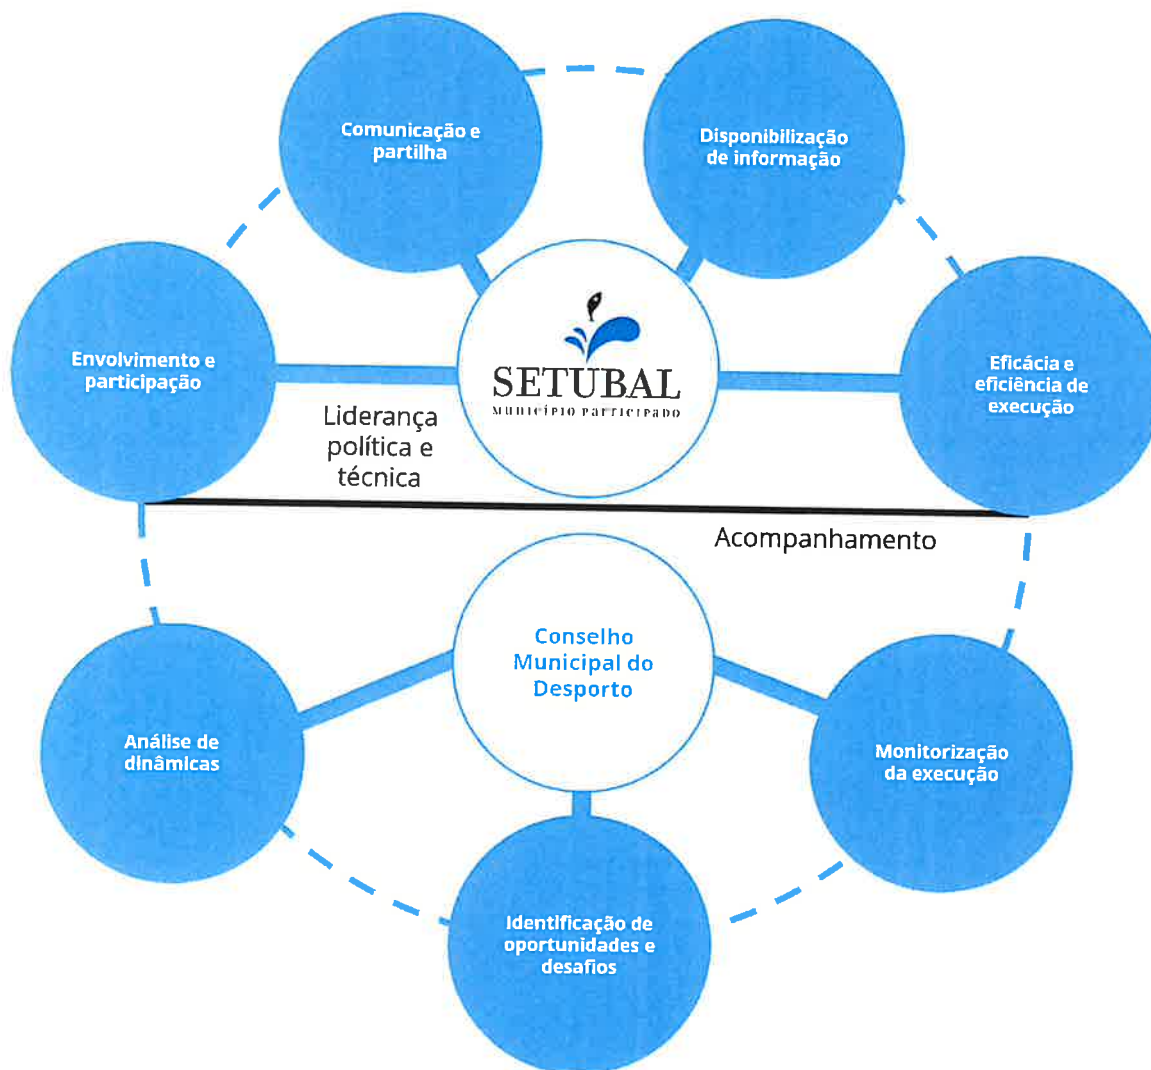 Comunicação e
partilha
Disponibilização
de informação
Envolvimento e
participação
SETUBAL
MUNICÍPIO PARTICIPADO
Eficácia e
eficiência de
execução
Liderança
política e
técnica
Acompanhamento
Conselho
Municipal do
Desporto
Análise de
dinâmicas
Monitorização
da execução
Identificação de
oportunidades e
desafios